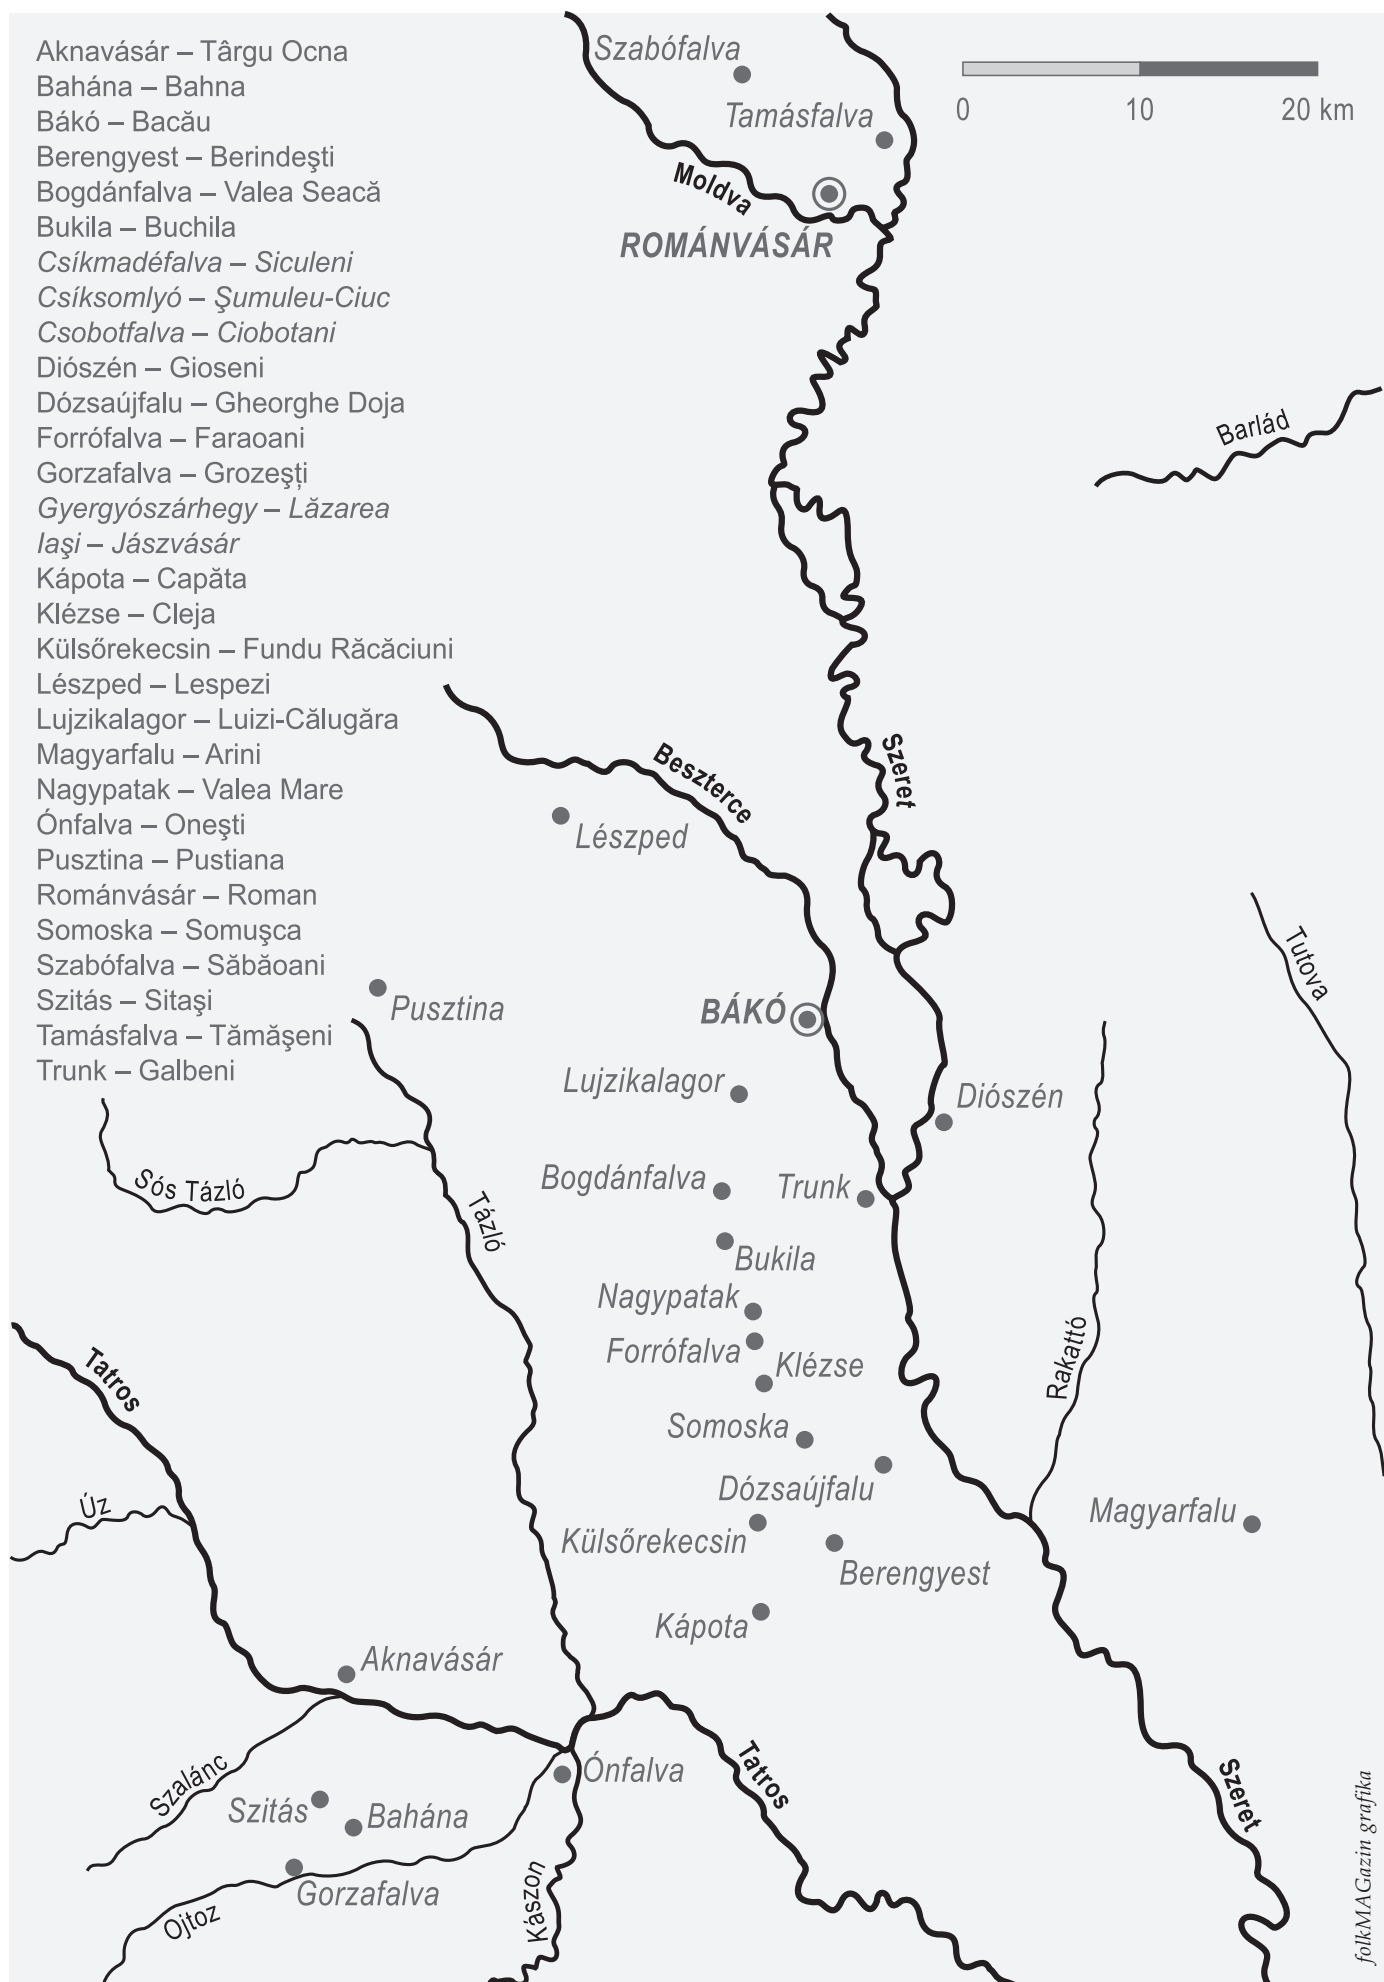 Aknavásár – Târgu Ocna
Bahána – Bahna
Bákó – Bacău
Berengyest – Berindeşti
Bogdánfalva – Valea Seacă
Bukila – Buchila
Csíkmadéfalva – Siculeni
Csíksomlyó – Şumuleu-Ciuc
Csobotfalva – Ciobotani
Diószén – Gioseni
Dózsaújfalu – Gheorghe Doja
Forrófalva – Faraoani
Gorzafalva – Grozeşţi
Gyergyószárhegy – Lăzarea
Iaşi – Jászvásár
Kápota – Capăta
Klézse – Cleja
Külsőrekecsin – Fundu Răcăciuni
Lészped – Lespezi
Lujzikalagor – Luizi-Călugăra
Magyarfalu – Arini
Nagypatak – Valea Mare
Ónfalva – Oneşti
Pusztina – Pustiana
Románvásár – Roman
Somoska – Somuşca
Szabófalva – Săbăoani
Szitás – Sitaşi
Tamásfalva – Tămăşeni
Trunk – Galbeni
Szabófalva
Tamásfalva
0 10 20 km
Moldva
ROMÁNVÁSÁR
Barlád
Szeret
Beszterce
Lészped
Tutova
Pusztina
BÁKÓ
Lujzikalagor
Diószén
Sós Tázló
Bogdánfalva
Trunk
Tázló
Bukila
Nagypatak
Forrófalva
Klézse
Rakattó
Tatros
Somoska
Dózsaújfalu
Úz
Magyarfalu
Külsőrekecsin
Berengyest
Kápota
Aknavásár
Szalánc
Ónfalva
Tatros
Szeret
Szitás
Bahána
Gorzafalva
Ojtoz
Kászon
folkMAGazin grafika